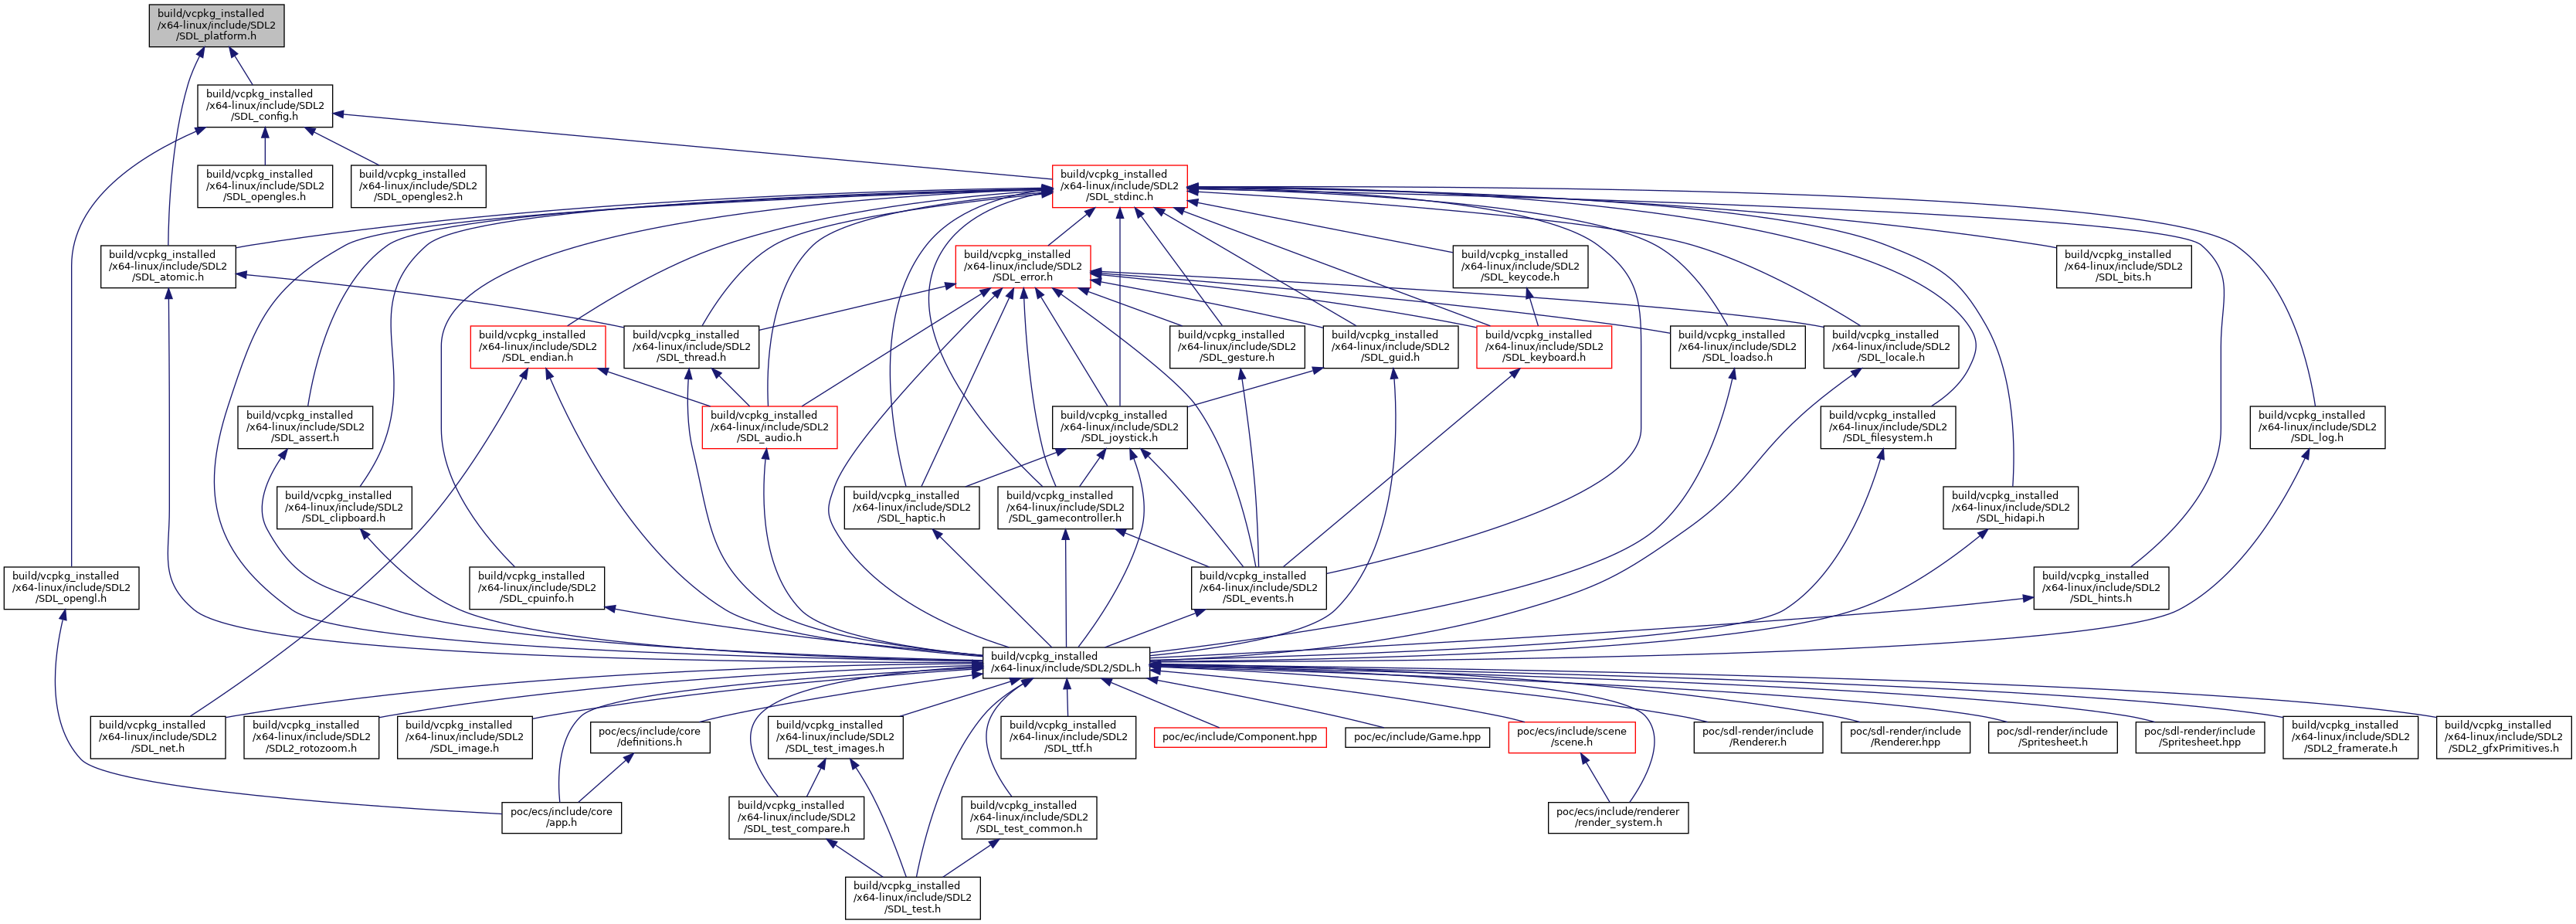 build/vcpkg_installed
/x64-linux/include/SDL2
/SDL_platform.h
build/vcpkg_installed
/x64-linux/include/SDL2
/SDL_config.h
build/vcpkg_installed
/x64-linux/include/SDL2
/SDL_opengles.h
build/vcpkg_installed
/x64-linux/include/SDL2
/SDL_opengles2.h
build/vcpkg_installed
/x64-linux/include/SDL2
/SDL_stdinc.h
build/vcpkg_installed
/x64-linux/include/SDL2
/SDL_atomic.h
build/vcpkg_installed
/x64-linux/include/SDL2
/SDL_error.h
build/vcpkg_installed
/x64-linux/include/SDL2
/SDL_keycode.h
build/vcpkg_installed
/x64-linux/include/SDL2
/SDL_bits.h
build/vcpkg_installed
/x64-linux/include/SDL2
/SDL_endian.h
build/vcpkg_installed
/x64-linux/include/SDL2
/SDL_thread.h
build/vcpkg_installed
/x64-linux/include/SDL2
/SDL_gesture.h
build/vcpkg_installed
/x64-linux/include/SDL2
/SDL_guid.h
build/vcpkg_installed
/x64-linux/include/SDL2
/SDL_keyboard.h
build/vcpkg_installed
/x64-linux/include/SDL2
/SDL_loadso.h
build/vcpkg_installed
/x64-linux/include/SDL2
/SDL_locale.h
build/vcpkg_installed
/x64-linux/include/SDL2
/SDL_assert.h
build/vcpkg_installed
/x64-linux/include/SDL2
/SDL_audio.h
build/vcpkg_installed
/x64-linux/include/SDL2
/SDL_joystick.h
build/vcpkg_installed
/x64-linux/include/SDL2
/SDL_filesystem.h
build/vcpkg_installed
/x64-linux/include/SDL2
/SDL_log.h
build/vcpkg_installed
/x64-linux/include/SDL2
/SDL_clipboard.h
build/vcpkg_installed
/x64-linux/include/SDL2
/SDL_haptic.h
build/vcpkg_installed
/x64-linux/include/SDL2
/SDL_gamecontroller.h
build/vcpkg_installed
/x64-linux/include/SDL2
/SDL_hidapi.h
build/vcpkg_installed
/x64-linux/include/SDL2
/SDL_opengl.h
build/vcpkg_installed
/x64-linux/include/SDL2
/SDL_cpuinfo.h
build/vcpkg_installed
/x64-linux/include/SDL2
/SDL_events.h
build/vcpkg_installed
/x64-linux/include/SDL2
/SDL_hints.h
build/vcpkg_installed
/x64-linux/include/SDL2/SDL.h
build/vcpkg_installed
/x64-linux/include/SDL2
/SDL_net.h
build/vcpkg_installed
/x64-linux/include/SDL2
/SDL2_rotozoom.h
build/vcpkg_installed
/x64-linux/include/SDL2
/SDL_image.h
poc/ecs/include/core
/definitions.h
build/vcpkg_installed
/x64-linux/include/SDL2
/SDL_test_images.h
build/vcpkg_installed
/x64-linux/include/SDL2
/SDL_ttf.h
poc/ec/include/Component.hpp
poc/ec/include/Game.hpp
poc/ecs/include/scene
/scene.h
poc/sdl-render/include
/Renderer.h
poc/sdl-render/include
/Renderer.hpp
poc/sdl-render/include
/Spritesheet.h
poc/sdl-render/include
/Spritesheet.hpp
build/vcpkg_installed
/x64-linux/include/SDL2
/SDL2_framerate.h
build/vcpkg_installed
/x64-linux/include/SDL2
/SDL2_gfxPrimitives.h
poc/ecs/include/core
/app.h
build/vcpkg_installed
/x64-linux/include/SDL2
/SDL_test_compare.h
build/vcpkg_installed
/x64-linux/include/SDL2
/SDL_test_common.h
poc/ecs/include/renderer
/render_system.h
build/vcpkg_installed
/x64-linux/include/SDL2
/SDL_test.h